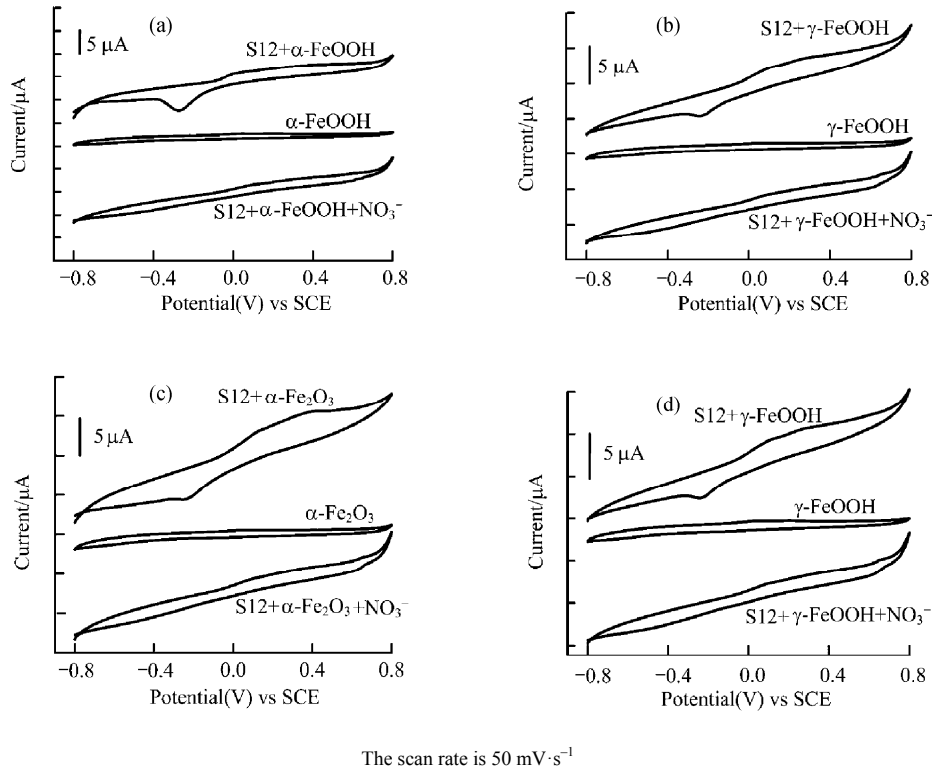 (a)
5 μA
S12+α-FeOOH
α-FeOOH
S12+α-FeOOH+NO₃⁻
Current/μA
−0.8 −0.4 0.0 0.4 0.8
Potential(V) vs SCE
(b)
5 μA
S12+γ-FeOOH
γ-FeOOH
S12+γ-FeOOH+NO₃⁻
Current/μA
−0.8 −0.4 0.0 0.4 0.8
Potential(V) vs SCE
(c)
5 μA
S12+α-Fe₂O₃
α-Fe₂O₃
S12+α-Fe₂O₃+NO₃⁻
Current/μA
−0.8 −0.4 0.0 0.4 0.8
Potential(V) vs SCE
(d)
5 μA
S12+γ-FeOOH
γ-FeOOH
S12+γ-FeOOH+NO₃⁻
Current/μA
−0.8 −0.4 0.0 0.4 0.8
Potential(V) vs SCE
The scan rate is 50 mV·s⁻¹